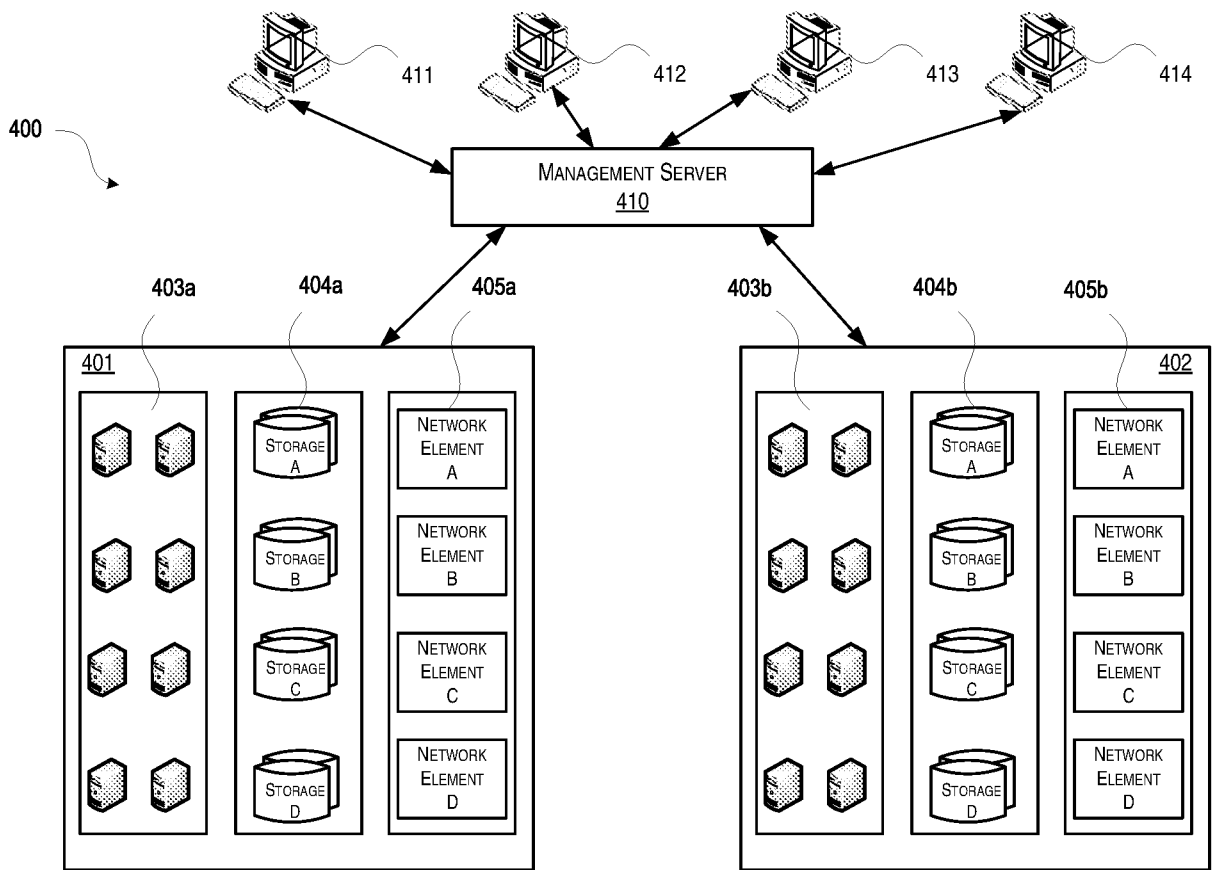 411
412
413
414
400
MANAGEMENT SERVER
410
403a
404a
405a
403b
404b
405b
401
STORAGE
A
STORAGE
B
STORAGE
C
STORAGE
D
NETWORK
ELEMENT
A
NETWORK
ELEMENT
B
NETWORK
ELEMENT
C
NETWORK
ELEMENT
D
402
STORAGE
A
STORAGE
B
STORAGE
C
STORAGE
D
NETWORK
ELEMENT
A
NETWORK
ELEMENT
B
NETWORK
ELEMENT
C
NETWORK
ELEMENT
D